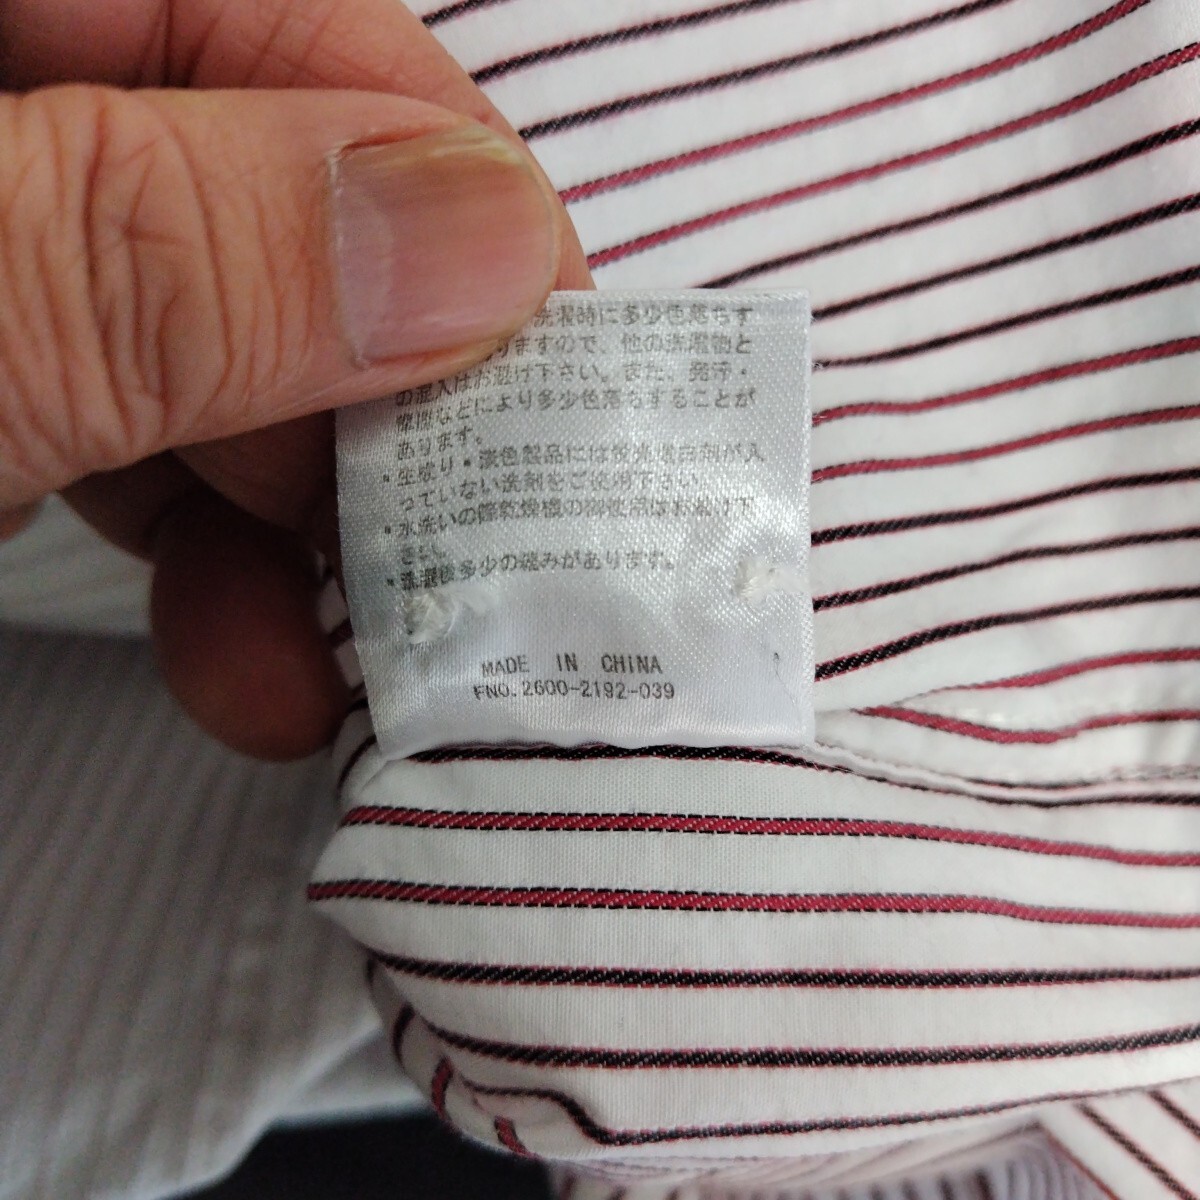 洗濯時に多少色落ちす
りますので、他の洗濯物と
の混入はお避け下さい。また、発汗・
摩擦などにより多少色落ちすることが
あります。
・生成り・淡色製品には蛍光増白剤が入
っていない洗剤をご使用下さい。
・水洗いの際乾燥機の御使用はお避け下
さい。
・洗濯後多少の縮みがあります。
MADE IN CHINA
FNO.2600-2192-039